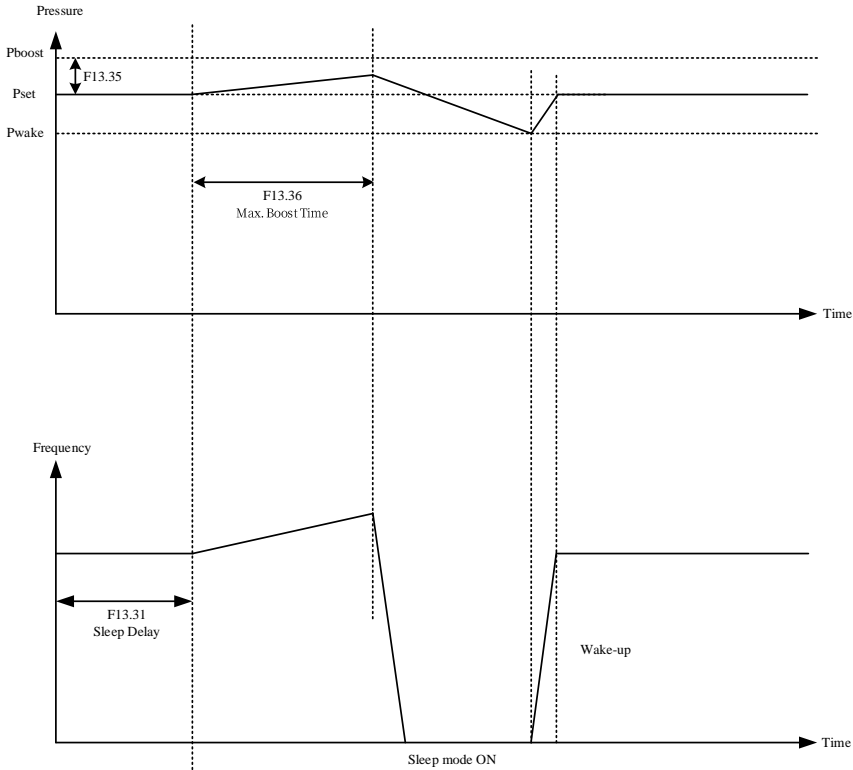 Pressure
Pboost
F13.35
Pset
Pwake
F13.36
Max. Boost Time
Time
Frequency
F13.31
Sleep Delay
Wake-up
Time
Sleep mode ON